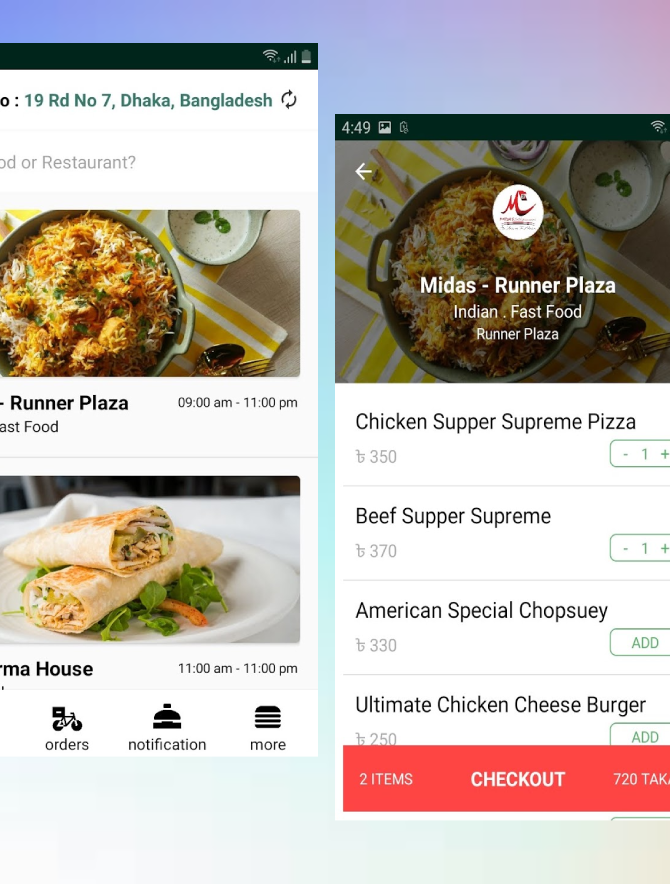 o : 19 Rd No 7, Dhaka, Bangladesh
od or Restaurant?
- Runner Plaza
09:00 am - 11:00 pm
ast Food
rma House
11:00 am - 11:00 pm
orders
notification
more
4:49
Midas - Runner Plaza
Indian . Fast Food
Runner Plaza
Chicken Supper Supreme Pizza
৳ 350
- 1 +
Beef Supper Supreme
৳ 370
- 1 +
American Special Chopsuey
৳ 330
ADD
Ultimate Chicken Cheese Burger
৳ 250
ADD
2 ITEMS
CHECKOUT
720 TAKA